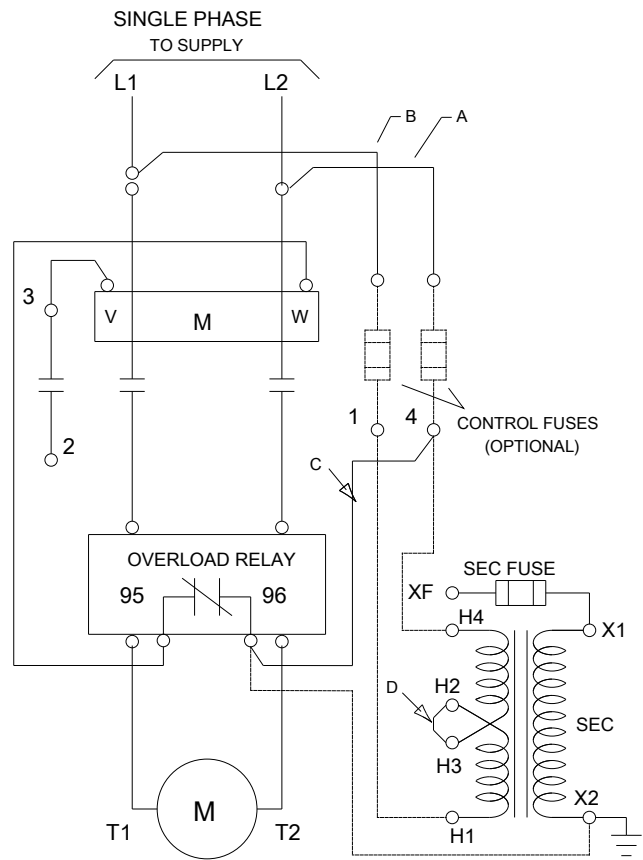 SINGLE PHASE
TO SUPPLY
L1 L2
B A
3
V M W
2
1 4
CONTROL FUSES
(OPTIONAL)
C
OVERLOAD RELAY
95 96
SEC FUSE
XF
H4 X1
D H2
SEC
H3
X2
H1
M
T1 T2